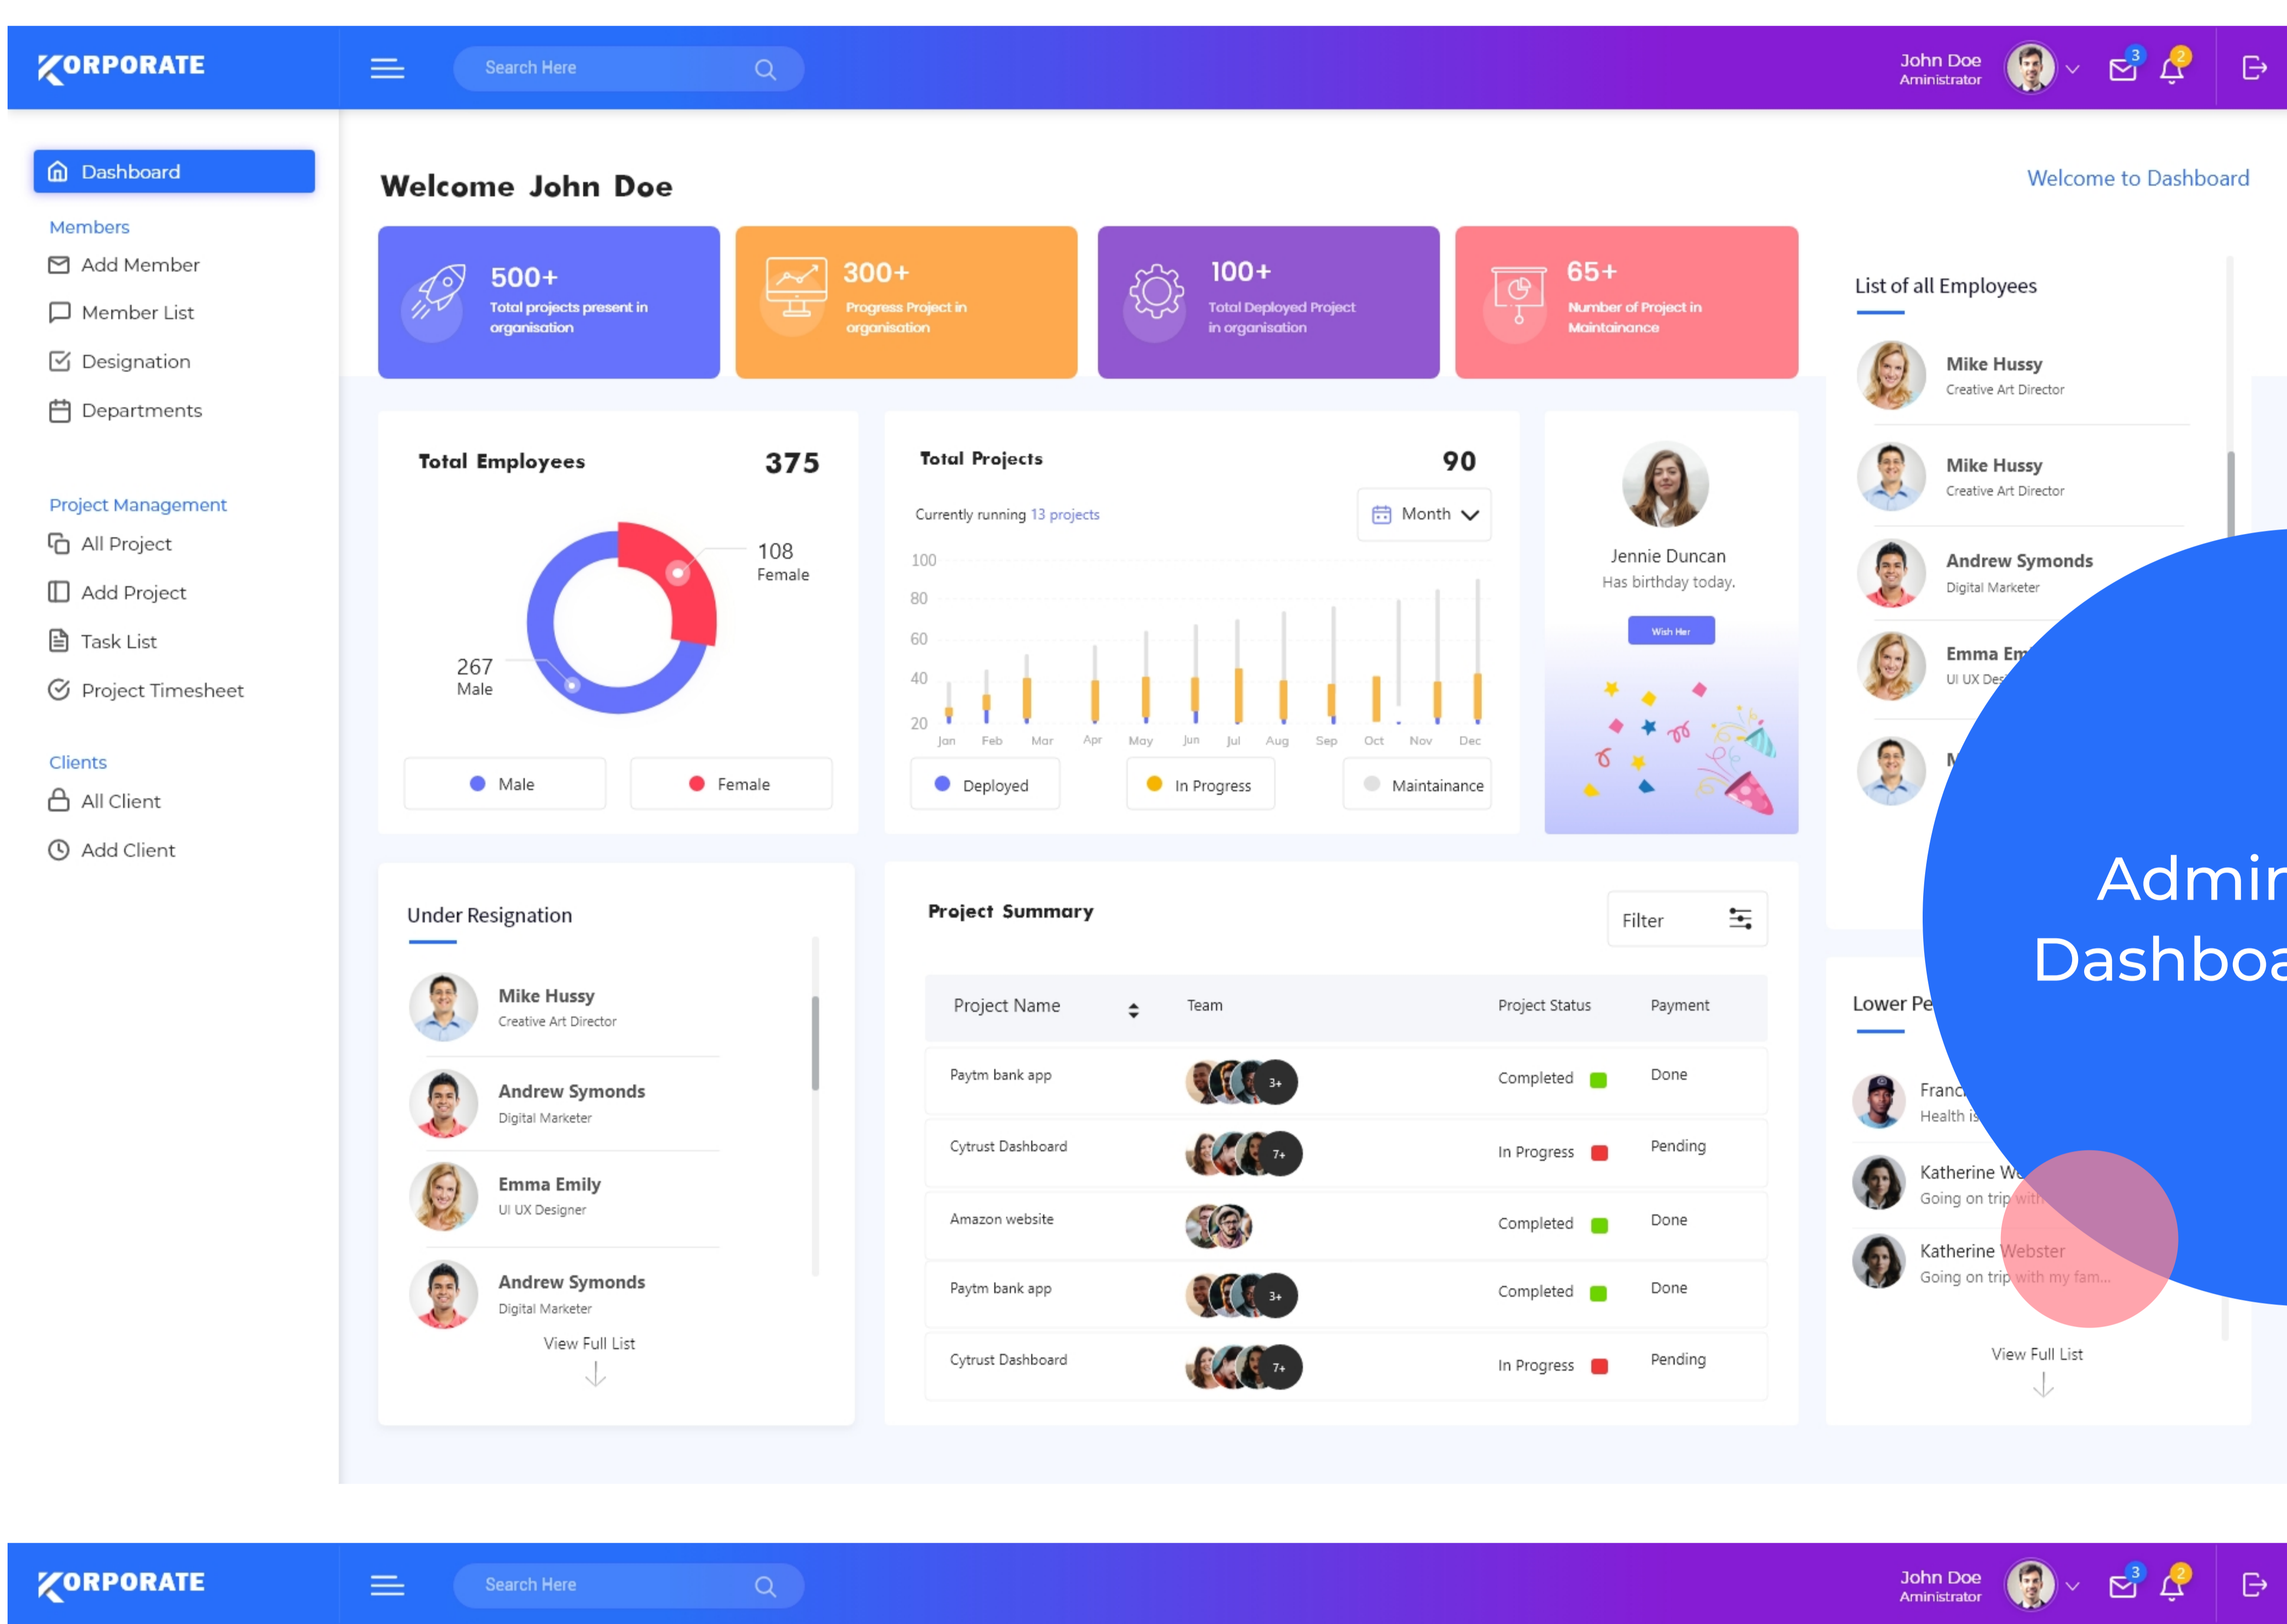 KORPORATE
Search Here
John Doe
Aministrator
3
2
Dashboard
Members
Add Member
Member List
Designation
Departments
Project Management
All Project
Add Project
Task List
Project Timesheet
Clients
All Client
Add Client
Welcome John Doe
Welcome to Dashboard
500+
Total projects present in
organisation
300+
Progress Project in
organisation
100+
Total Deployed Project
in organisation
65+
Number of Project in
Maintainance
Total Employees
375
108
Female
267
Male
Male
Female
Total Projects
90
Currently running 13 projects
Month
100
80
60
40
20
Jan Feb Mar Apr May Jun Jul Aug Sep Oct Nov Dec
Deployed
In Progress
Maintainance
Jennie Duncan
Has birthday today.
Wish Her
List of all Employees
Mike Hussy
Creative Art Director
Mike Hussy
Creative Art Director
Andrew Symonds
Digital Marketer
Emma
UI UX
Under Resignation
Mike Hussy
Creative Art Director
Andrew Symonds
Digital Marketer
Emma Emily
UI UX Designer
Andrew Symonds
Digital Marketer
View Full List
Project Summary
Filter
Project Name Team Project Status Payment
Paytm bank app 3+ Completed Done
Cytrust Dashboard 7+ In Progress Pending
Amazon website Completed Done
Paytm bank app 3+ Completed Done
Cytrust Dashboard 7+ In Progress Pending
Lower
Health is
Katherine
Going on trip with
Katherine Webster
Going on trip with my fam...
View Full List
KORPORATE
Search Here
John Doe
Aministrator
3
2